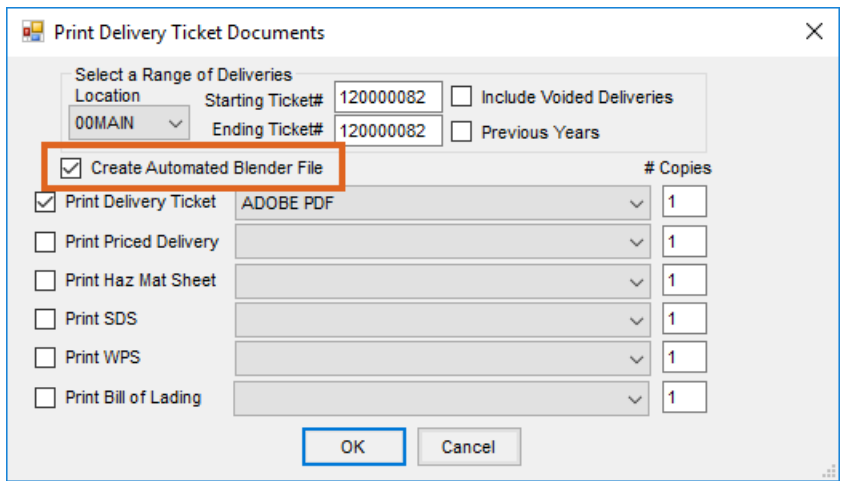 Print Delivery Ticket Documents
Select a Range of Deliveries
Location
Starting Ticket# 120000082 Include Voided Deliveries
00MAIN
Ending Ticket# 120000082 Previous Years
Create Automated Blender File # Copies
Print Delivery Ticket ADOBE PDF 1
Print Priced Delivery 1
Print Haz Mat Sheet 1
Print SDS 1
Print WPS 1
Print Bill of Lading 1
OK Cancel